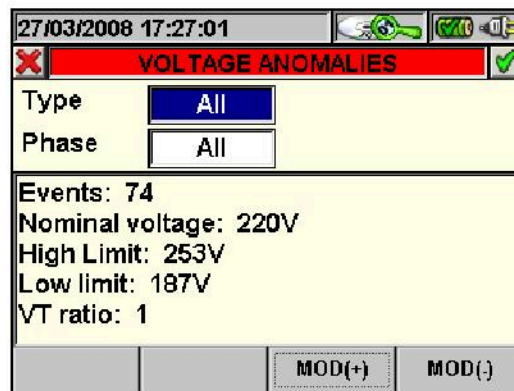 27/03/2008 17:27:01
VOLTAGE ANOMALIES
Type All
Phase All
Events: 74
Nominal voltage: 220V
High Limit: 253V
Low limit: 187V
VT ratio: 1
MOD(+) MOD(-)